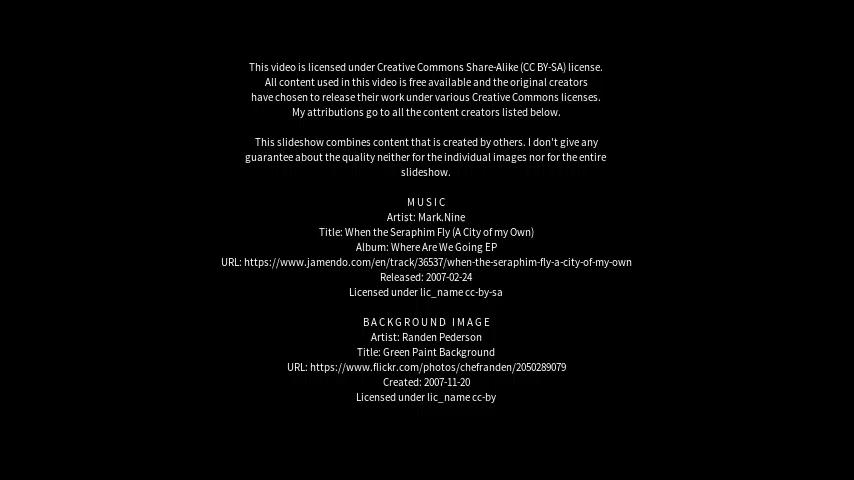 This video is licensed under Creative Commons Share-Alike (CC BY-SA) license.
All content used in this video is free available and the original creators
have chosen to release their work under various Creative Commons licenses.
My attributions go to all the content creators listed below.
This slideshow combines content that is created by others. I don't give any
guarantee about the quality neither for the individual images nor for the entire
slideshow.
M U S I C
Artist: Mark.Nine
Title: When the Seraphim Fly (A City of my Own)
Album: Where Are We Going EP
URL: https://www.jamendo.com/en/track/36537/when-the-seraphim-fly-a-city-of-my-own
Released: 2007-02-24
Licensed under lic_name cc-by-sa
B A C K G R O U N D   I M A G E
Artist: Randen Pederson
Title: Green Paint Background
URL: https://www.flickr.com/photos/chefranden/2050289079
Created: 2007-11-20
Licensed under lic_name cc-by